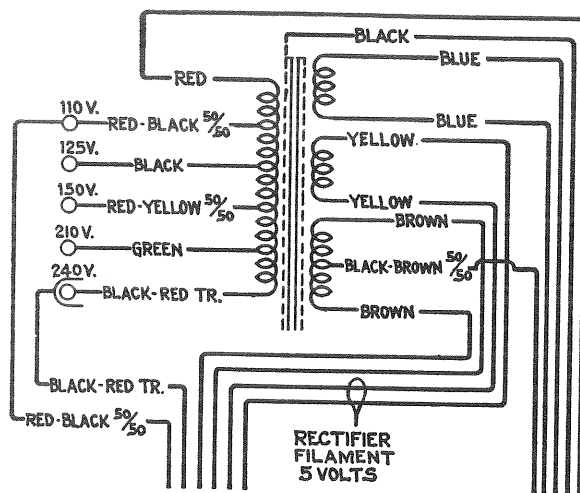 BLACK
BLUE
RED
110 V.
RED-BLACK 50/50
BLUE
125V.
BLACK
YELLOW
150V.
RED-YELLOW 50/50
YELLOW
BROWN
210 V.
GREEN
BLACK-BROWN 50/50
240 V.
BLACK-RED TR.
BROWN
BLACK-RED TR.
RED-BLACK 50/50
RECTIFIER
FILAMENT
5 VOLTS